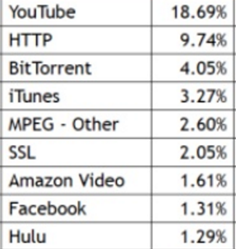 YouTube 18.69%
HTTP 9.74%
BitTorrent 4.05%
iTunes 3.27%
MPEG - Other 2.60%
SSL 2.05%
Amazon Video 1.61%
Facebook 1.31%
Hulu 1.29%